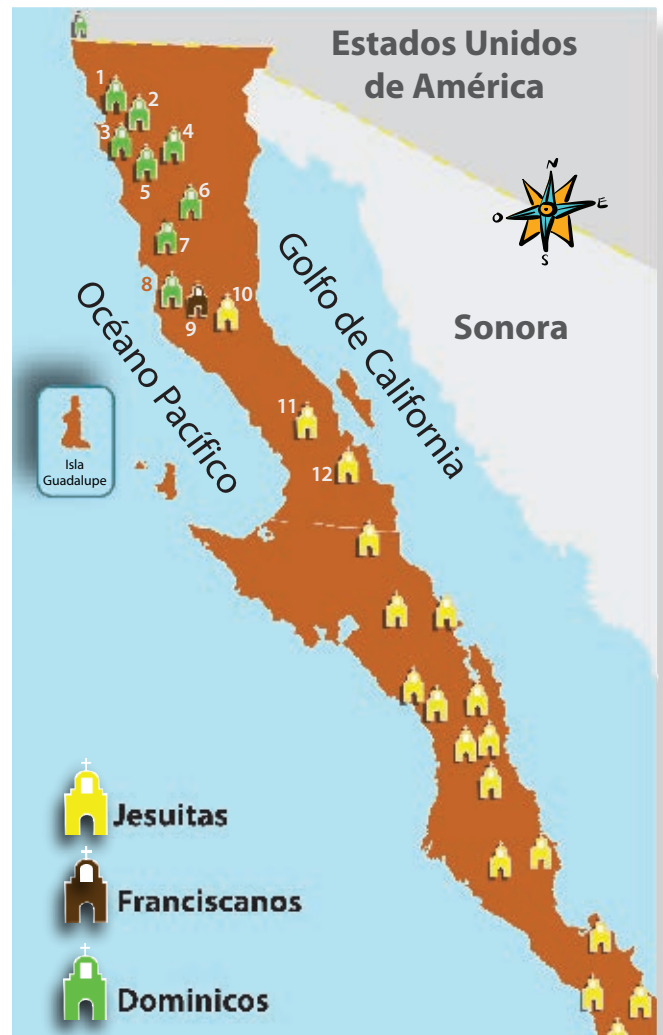 Estados Unidos
de América
1
2
3
4
5
6
7
8
9
10
11
12
N
O
E
S
Golfo de California
Sonora
Océano Pacífico
Isla
Guadalupe
Jesuitas
Franciscanos
Dominicos